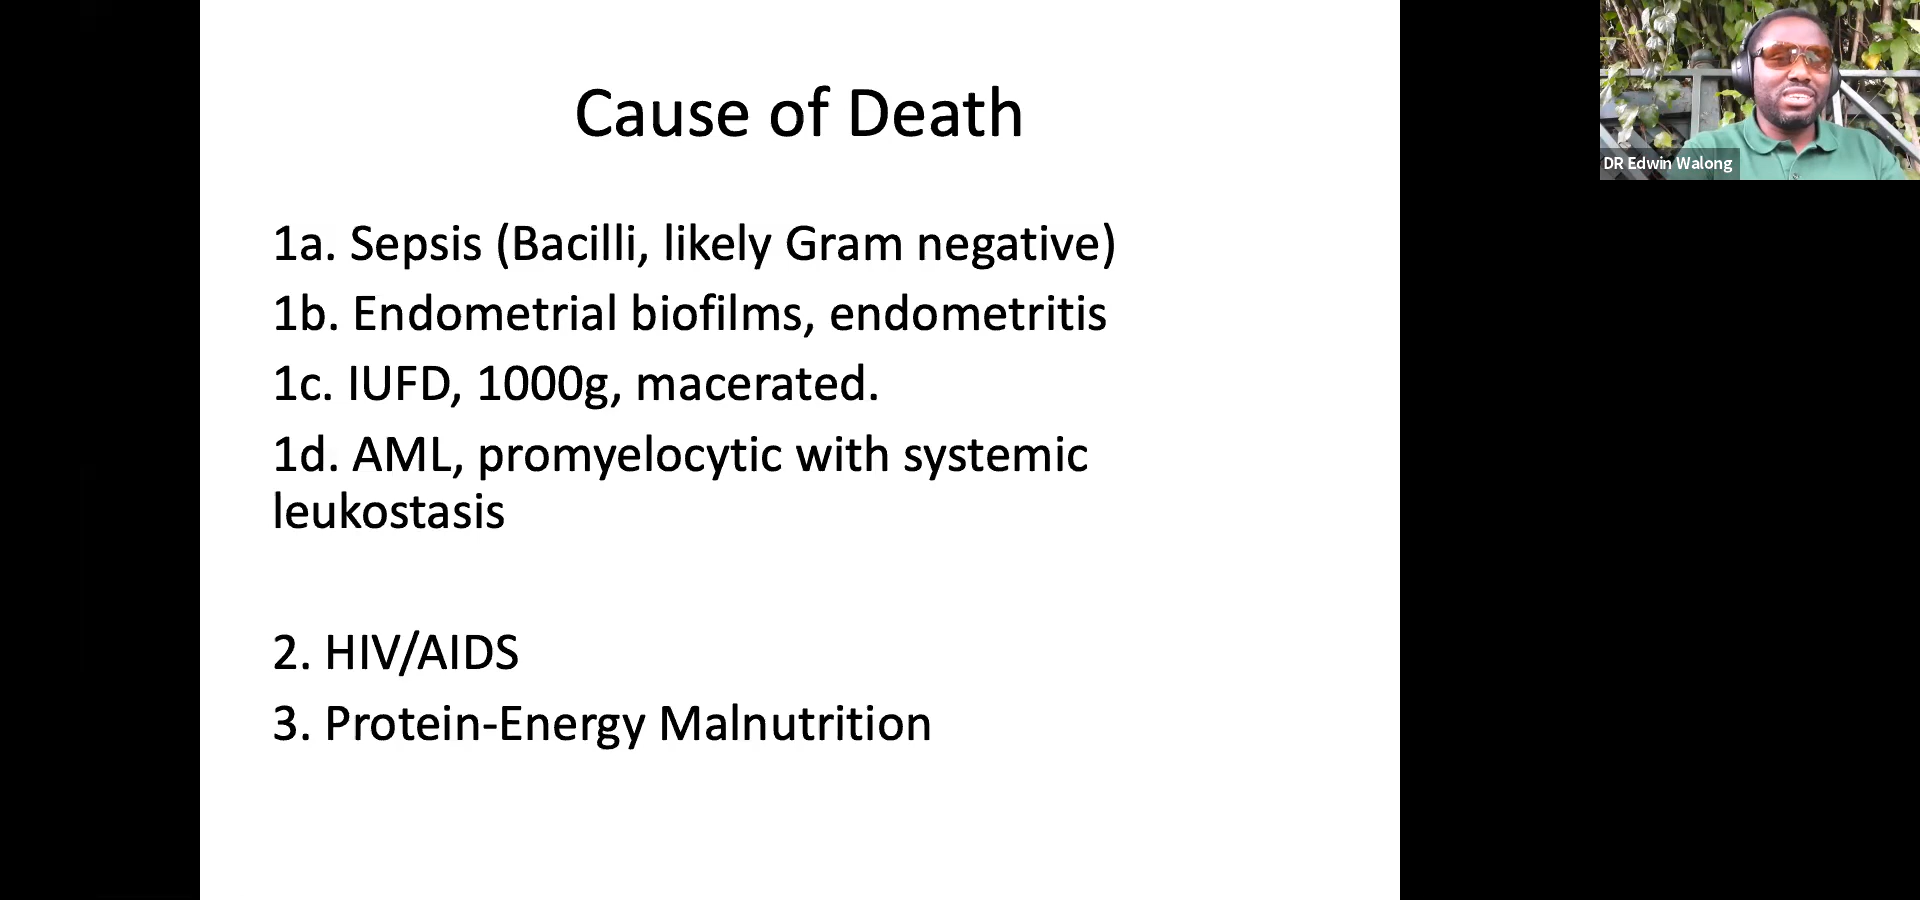 Cause of Death
DR Edwin Walong
1a. Sepsis (Bacilli, likely Gram negative)
1b. Endometrial biofilms, endometritis
1c. IUFD, 1000g, macerated.
1d. AML, promyelocytic with systemic
leukostasis
2. HIV/AIDS
3. Protein-Energy Malnutrition